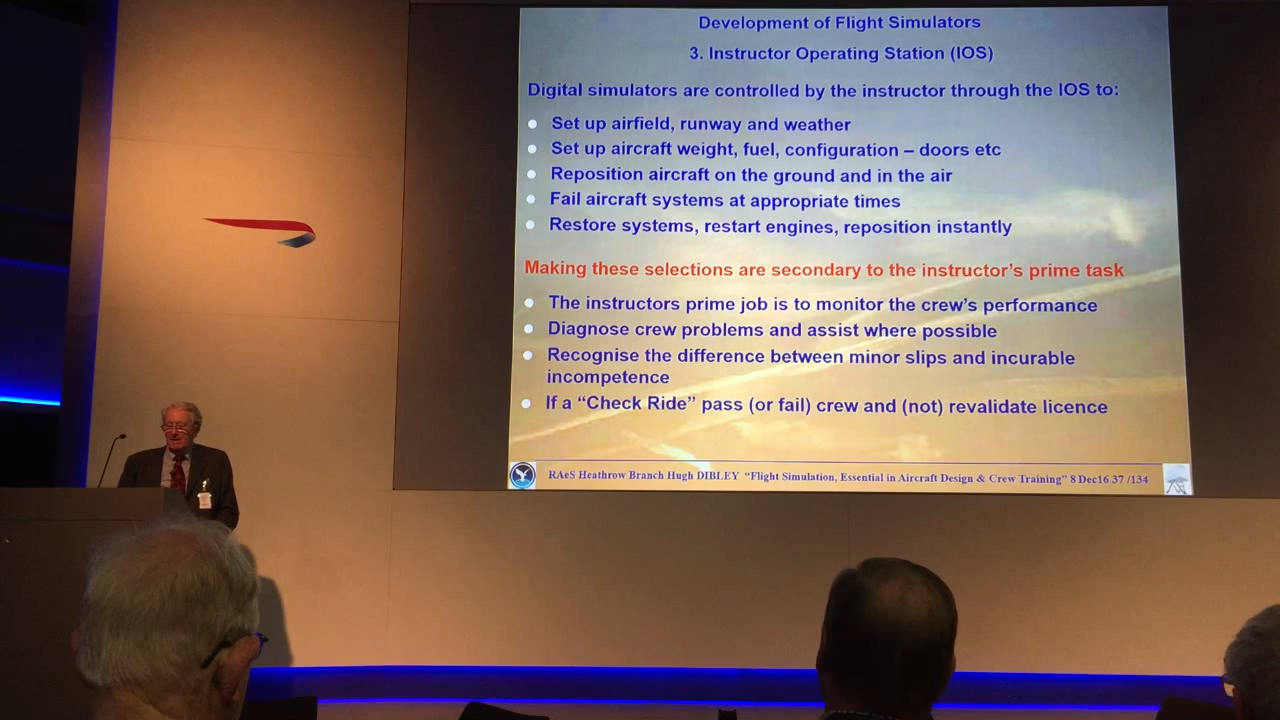 Development of Flight Simulators
3. Instructor Operating Station (IOS)
Digital simulators are controlled by the instructor through the IOS to:
Set up airfield, runway and weather
Set up aircraft weight, fuel, configuration – doors etc
Reposition aircraft on the ground and in the air
Fail aircraft systems at appropriate times
Restore systems, restart engines, reposition instantly
Making these selections are secondary to the instructor's prime task
The instructors prime job is to monitor the crew's performance
Diagnose crew problems and assist where possible
Recognise the difference between minor slips and incurable
incompetence
If a “Check Ride” pass (or fail) crew and (not) revalidate licence
RAeS Heathrow Branch Hugh DIBLEY “Flight Simulation, Essential in Aircraft Design & Crew Training” 8 Dec16 37 /134